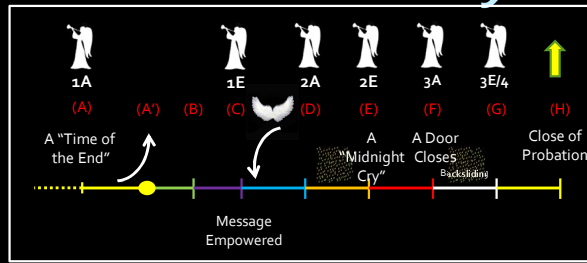 1A 1E 2A 2E 3A 3E/4
(A) (A') (B) (C) (D) (E) (F) (G) (H)
A "Time of
the End"
A
"Midnight
Cry"
A Door
Closes
Backsliding
Close of
Probation
Message
Empowered